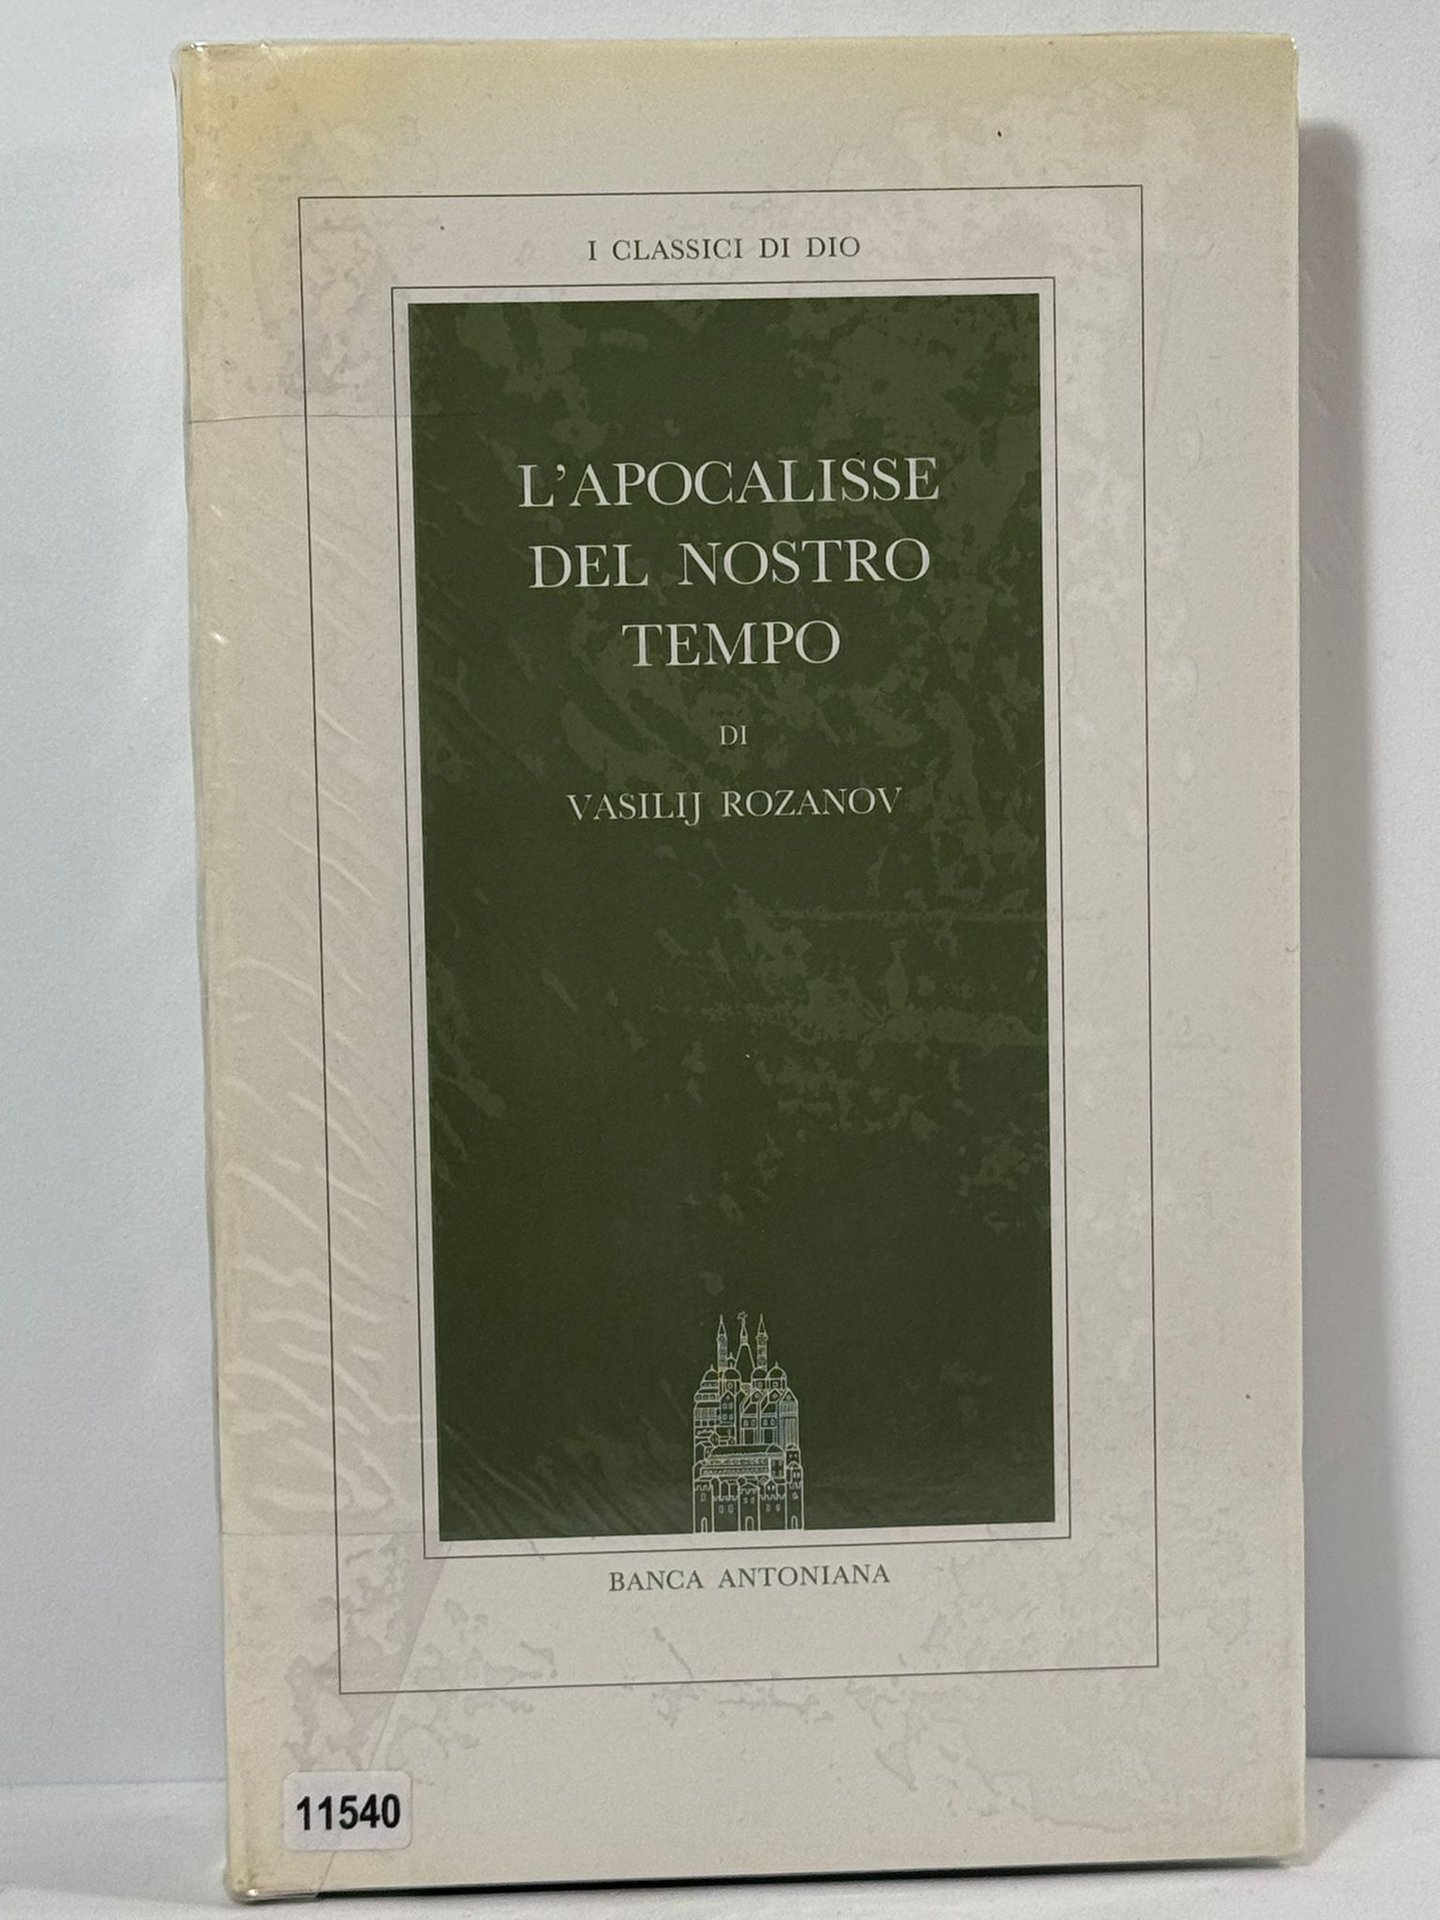 I CLASSICI DI DIO
L'APOCALISSE
DEL NOSTRO
TEMPO
DI
VASILIJ ROZANOV
BANCA ANTONIANA
11540